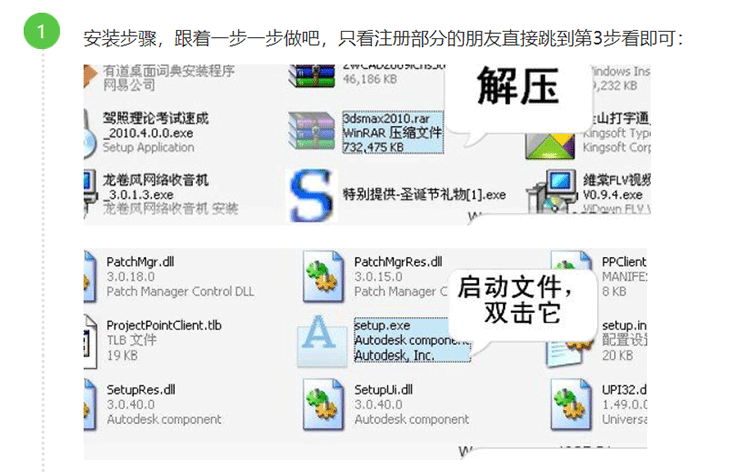 1
安装步骤，跟着一步一步做吧，只看注册部分的朋友直接跳到第3步看即可：
有道桌面词典安装程序
网易公司
46,186 KB
解压
Windows Ins
9,232 KB
驾照理论考试速成
_2010.4.0.0.exe
Setup Application
3dsmax2010.rar
WinRAR 压缩文件
732,475 KB
金山打字通
Kingsoft Type
Kingsoft Corp
龙卷风网络收音机
_3.0.1.3.exe
龙卷风网络收音机 安装
特别提供-圣诞节礼物[1].exe
维棠FLV视频
V0.9.4.exe
ViDown FLV V
PatchMgr.dll
3.0.18.0
Patch Manager Control DLL
PatchMgrRes.dll
3.0.15.0
Patch Manager C
启动文件，
双击它
PPClient
MANIFE
8 KB
ProjectPointClient.tlb
TLB 文件
19 KB
setup.exe
Autodesk component
Autodesk, Inc.
setup.in
配置设
20 KB
SetupRes.dll
3.0.40.0
Autodesk component
SetupUi.dll
3.0.40.0
Autodesk component
UPI32.d
1.49.0.
Universa